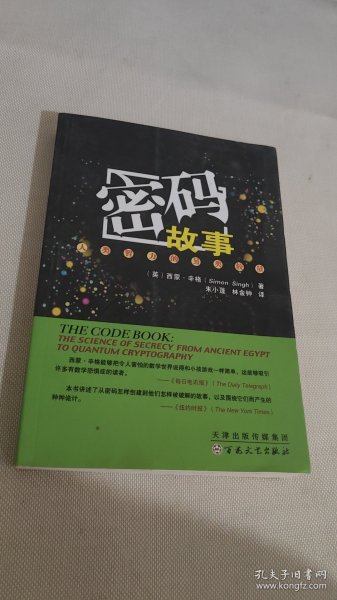 密码
故事
人类智力的另类较量
(英) 西蒙·辛格 (Simon Singh) 著
朱小蓬 林金钟 译
THE CODE BOOK:
THE SCIENCE OF SECRECY FROM ANCIENT EGYPT
TO QUANTUM CRYPTOGRAPHY
西蒙·辛格能够把令人害怕的数学世界说得和小孩游戏一样简单，这能够吸引
许多有数学恐惧症的读者。
——《每日电讯报》(The Daily Telegraph)
本书讲述了从密码怎样创建到他们怎样被破解的故事，以及围绕它们而产生的
种种诡计。
——《纽约时报》(The New York Times)
天津出版传媒集团
百花文艺出版社
孔夫子旧书网
kongfz.com